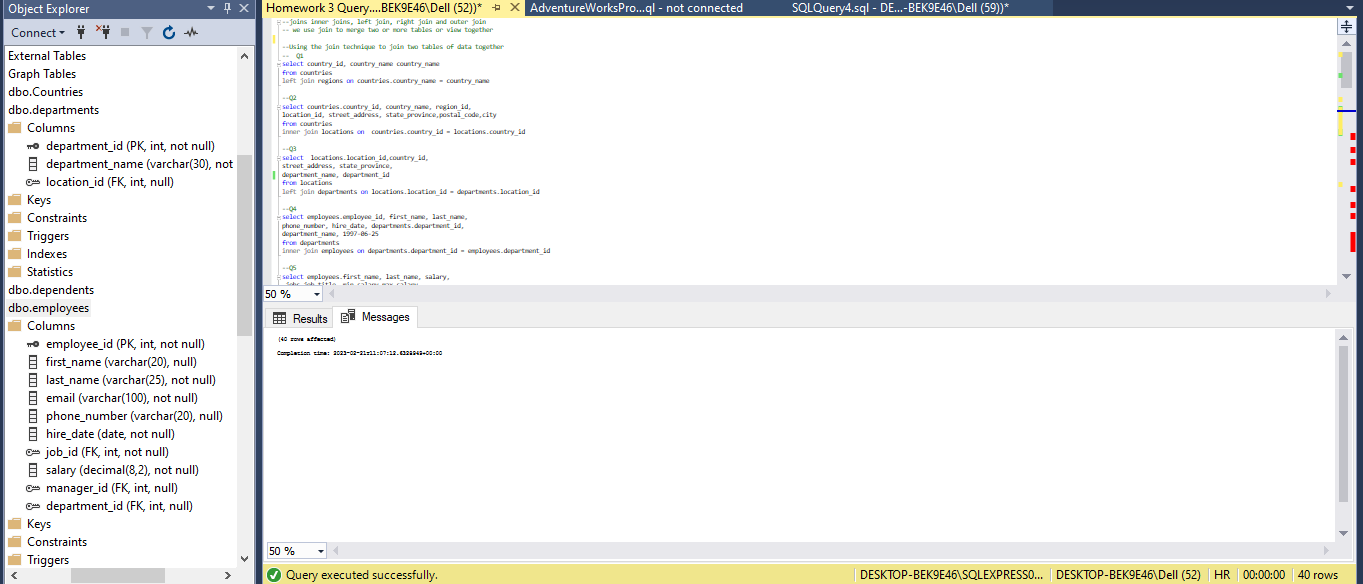 Object Explorer
Connect
External Tables
Graph Tables
dbo.Countries
dbo.departments
Columns
department_id (PK, int, not null)
department_name (varchar(30), not
location_id (FK, int, null)
Keys
Constraints
Triggers
Indexes
Statistics
dbo.dependents
dbo.employees
Columns
employee_id (PK, int, not null)
first_name (varchar(20), null)
last_name (varchar(25), not null)
email (varchar(100), not null)
phone_number (varchar(20), null)
hire_date (date, not null)
job_id (FK, int, not null)
salary (decimal(8,2), not null)
manager_id (FK, int, null)
department_id (FK, int, null)
Keys
Constraints
Triggers
Homework 3 Query....BEK9E46\Dell (52))*
AdventureWorksPro...ql - not connected
SQLQuery4.sql - DE...-BEK9E46\Dell (59))*
--joins inner joins, left join, right join and outer join
-- we use join to merge two or more tables or view together
--Using the join technique to join two tables of data together
-- Q1
select country_id, country_name country_name
from countries
left join regions on countries.country_name = country_name
--Q2
select countries.country_id, country_name, region_id,
location_id, street_address, state_province,postal_code,city
from countries
inner join locations on  countries.country_id = locations.country_id
--Q3
select  locations.location_id,country_id,
street_address, state_province,
department_name, department_id
from locations
left join departments on locations.location_id = departments.location_id
--Q4
select employees.employee_id, first_name, last_name,
phone_number, hire_date, departments.department_id,
department_name, 1997-06-25
from departments
inner join employees on departments.department_id = employees.department_id
--Q5
select employees.first_name, last_name, salary,
50 %
Results
Messages
(40 rows affected)
50 %
Query executed successfully.
DESKTOP-BEK9E46\SQLEXPRESS0...
DESKTOP-BEK9E46\Dell (52)
HR
00:00:00
40 rows